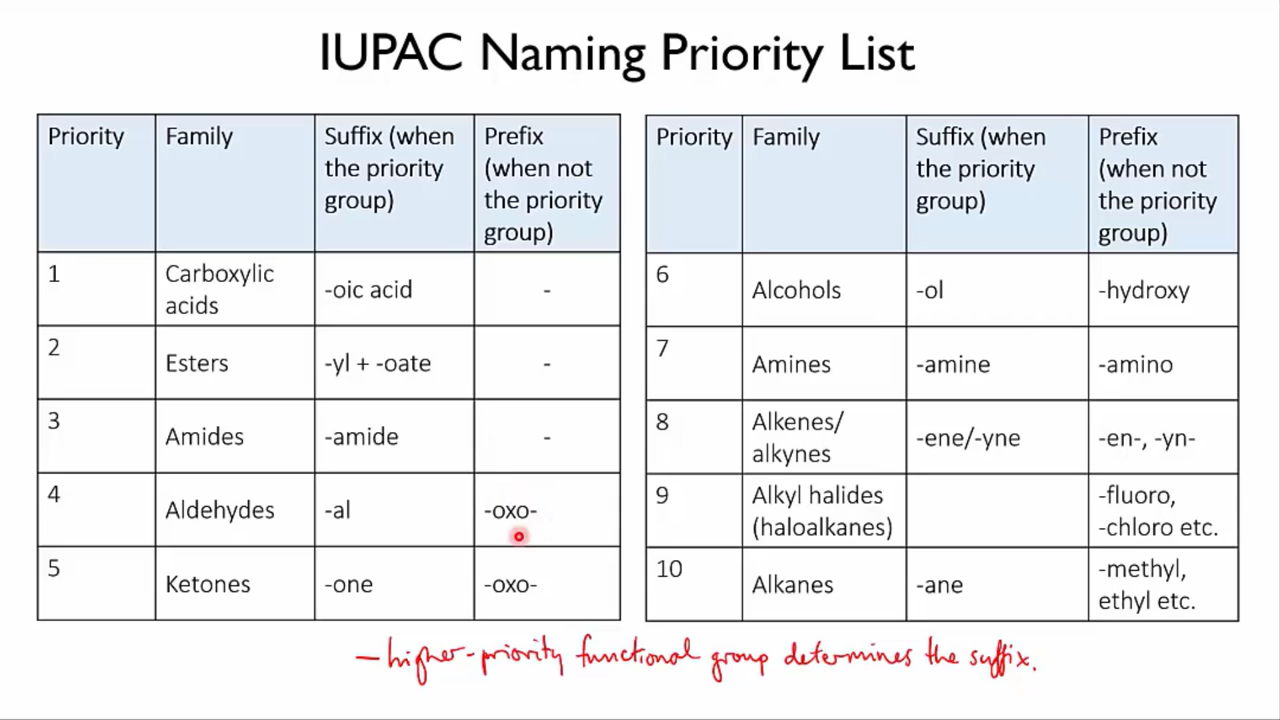 IUPAC Naming Priority List
Priority
Family
Suffix (when
the priority
group)
Prefix
(when not
the priority
group)
1
Carboxylic
acids
-oic acid
-
2
Esters
-yl + -oate
-
3
Amides
-amide
-
4
Aldehydes
-al
-oxo-
5
Ketones
-one
-oxo-
Priority
Family
Suffix (when
the priority
group)
Prefix
(when not
the priority
group)
6
Alcohols
-ol
-hydroxy
7
Amines
-amine
-amino
8
Alkenes/
alkynes
-ene/-yne
-en-, -yn-
9
Alkyl halides
(haloalkanes)
-fluoro,
-chloro etc.
10
Alkanes
-ane
-methyl,
ethyl etc.
- higher-priority functional group determines the suffix.